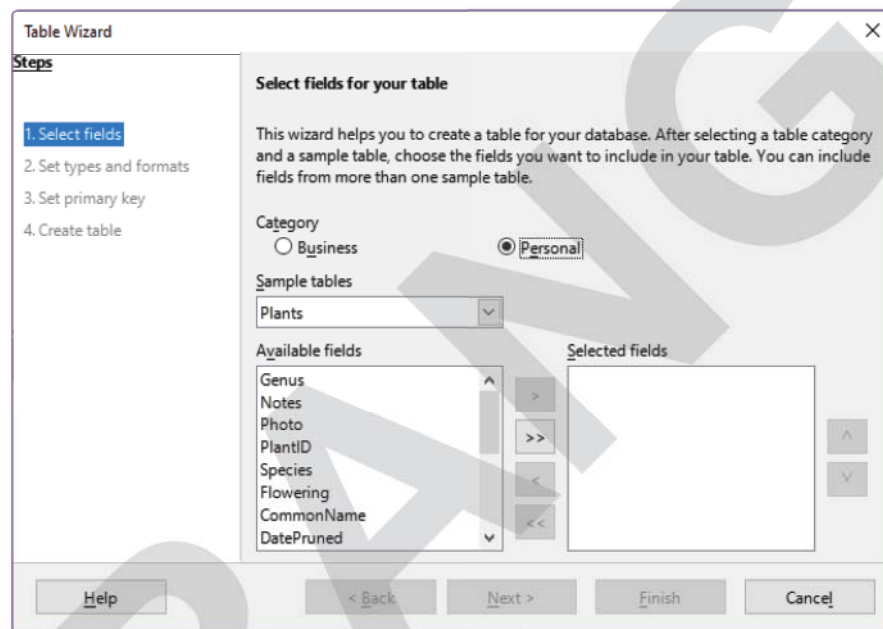 Table Wizard
Steps
1. Select fields
2. Set types and formats
3. Set primary key
4. Create table
Select fields for your table
This wizard helps you to create a table for your database. After selecting a table category
and a sample table, choose the fields you want to include in your table. You can include
fields from more than one sample table.
Category
Business
Personal
Sample tables
Plants
Available fields
Selected fields
Genus
Notes
Photo
PlantID
Species
Flowering
CommonName
DatePruned
>
>>
<
<<
Help
< Back
Next >
Finish
Cancel